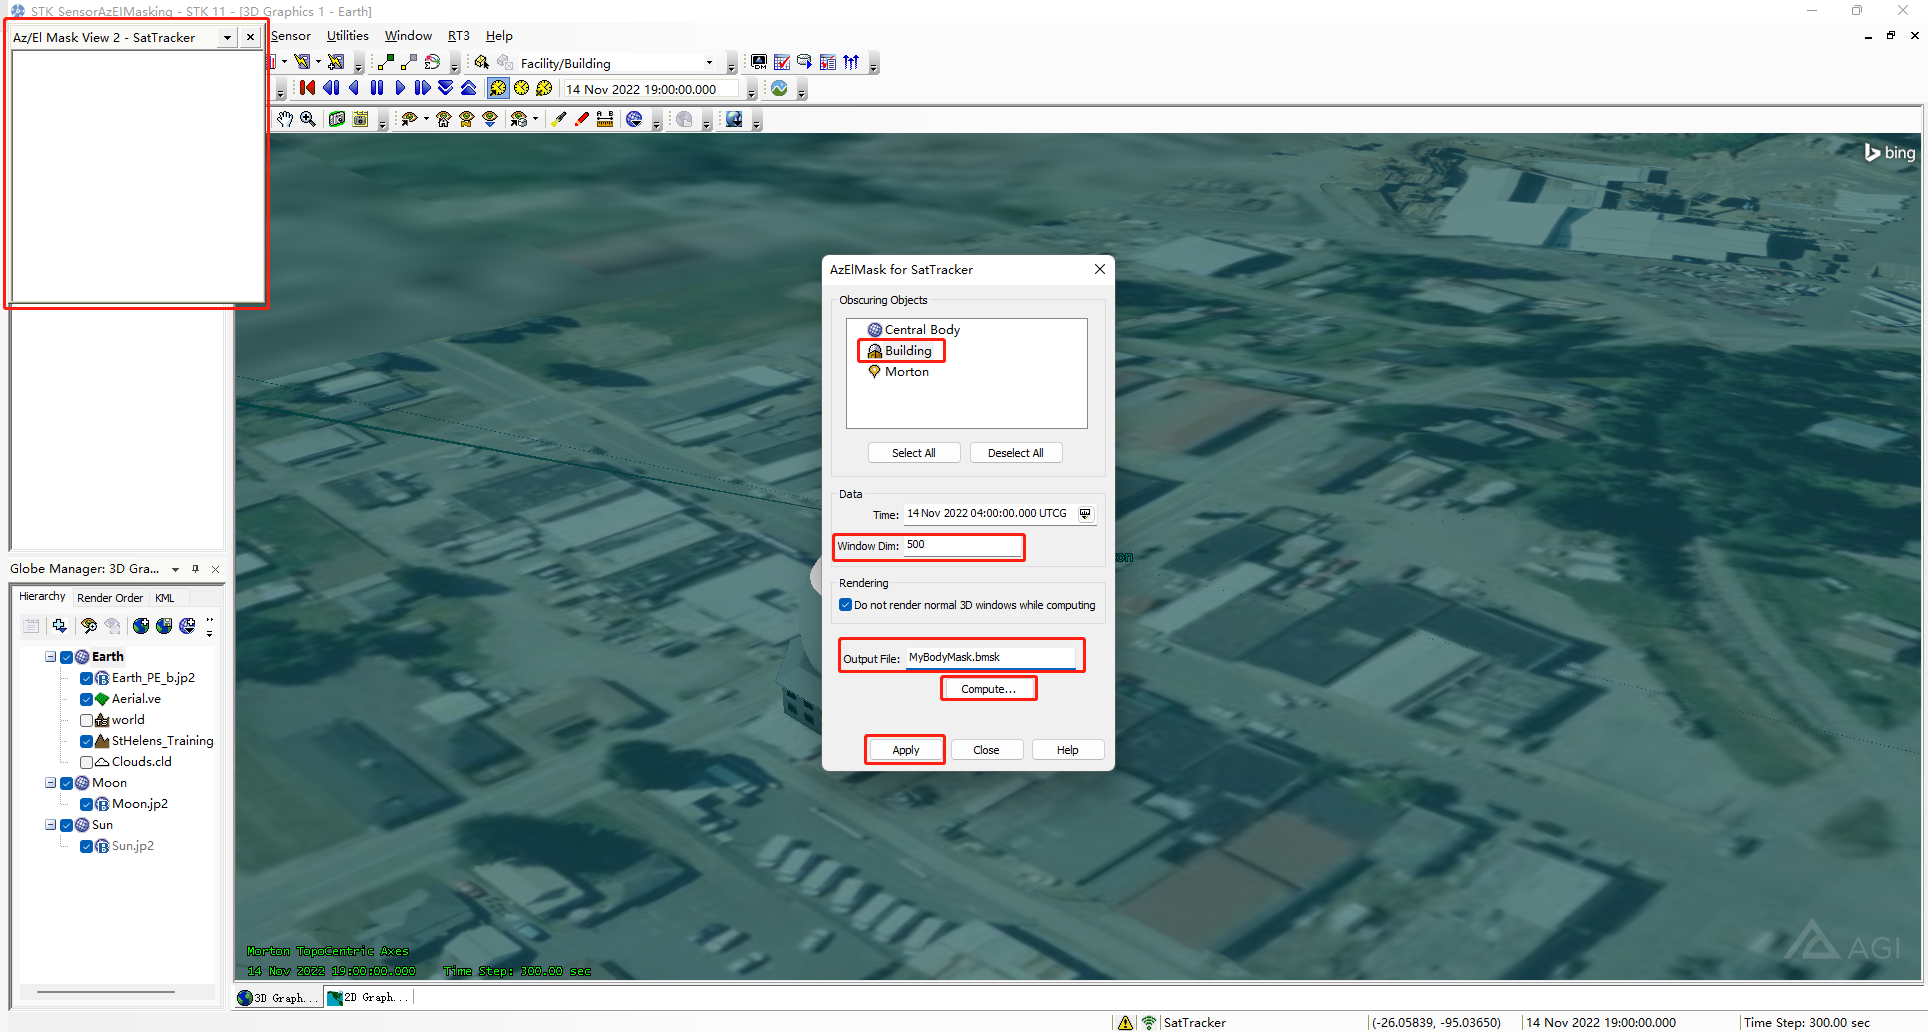 STK SensorAzElMasking - STK 11 - [3D Graphics 1 - Earth]
Az/El Mask View 2 - SatTracker
Sensor Utilities Window RT3 Help
Facility/Building
14 Nov 2022 19:00:00.000
bing
AzElMask for SatTracker
Obscuring Objects
Central Body
Building
Morton
Select All Deselect All
Data
Time: 14 Nov 2022 04:00:00.000 UTCG
Window Dim: 500
Rendering
Do not render normal 3D windows while computing
Output File: MyBodyMask.bmsk
Compute...
Apply Close Help
Globe Manager: 3D Gra...
Hierarchy Render Order KML
Earth
Earth_PE_b.jp2
Aerial.ve
world
StHelens_Training
Clouds.cld
Moon
Moon.jp2
Sun
Sun.jp2
Morton TopoCentric Axes
14 Nov 2022 19:00:00.000 Time Step: 300.00 sec
AGI
3D Graph... 2D Graph...
SatTracker (-26.05839, -95.03650) 14 Nov 2022 19:00:00.000 Time Step: 300.00 sec